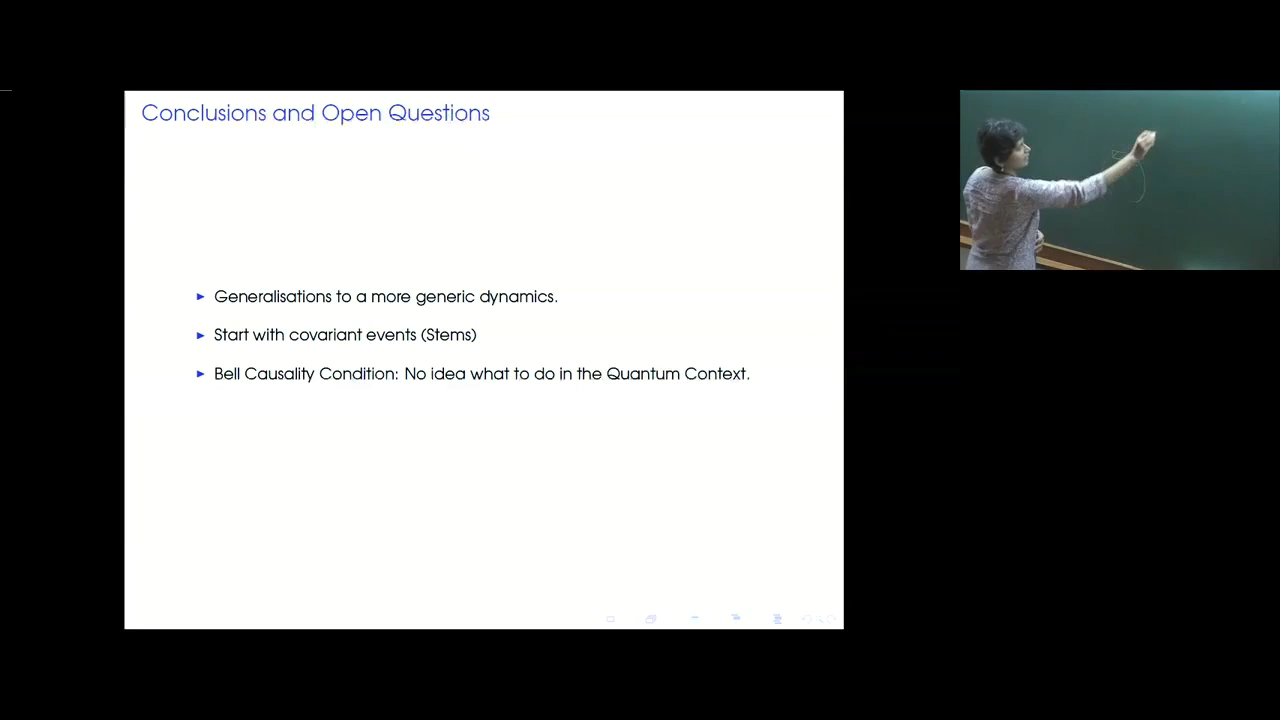 Conclusions and Open Questions
▶ Generalisations to a more generic dynamics.
▶ Start with covariant events (Stems)
▶ Bell Causality Condition: No idea what to do in the Quantum Context.